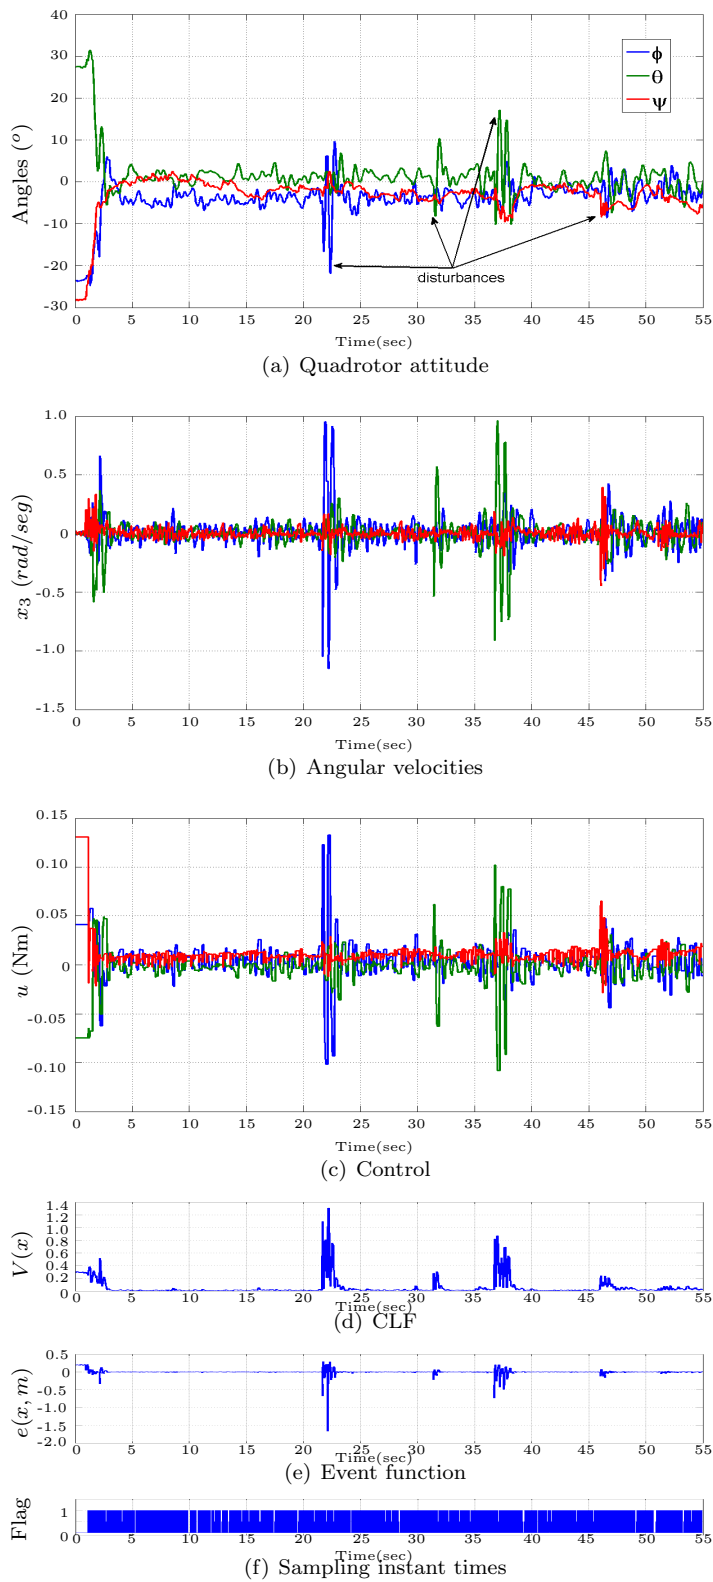 40
30
20
10
0
-10
-20
-30
Angles (°)
ϕ
θ
ψ
disturbances
0 5 10 15 20 25 30 35 40 45 50 55
Time(sec)
(a) Quadrotor attitude
1.0
0.5
0
-0.5
-1.0
-1.5
x₃ (rad/seg)
0 5 10 15 20 25 30 35 40 45 50 55
Time(sec)
(b) Angular velocities
0.15
0.10
0.05
0
-0.05
-0.10
-0.15
u (Nm)
0 5 10 15 20 25 30 35 40 45 50 55
Time(sec)
(c) Control
1.4
1.2
1.0
0.8
0.6
0.4
0.2
0
V(x)
0 5 10 15 20 25 30 35 40 45 50 55
Time(sec)
(d) CLF
0.5
0
-0.5
-1.0
-1.5
-2.0
e(x, m)
0 5 10 15 20 25 30 35 40 45 50 55
Time(sec)
(e) Event function
1
0
Flag
0 5 10 15 20 25 30 35 40 45 50 55
Time(sec)
(f) Sampling instant times